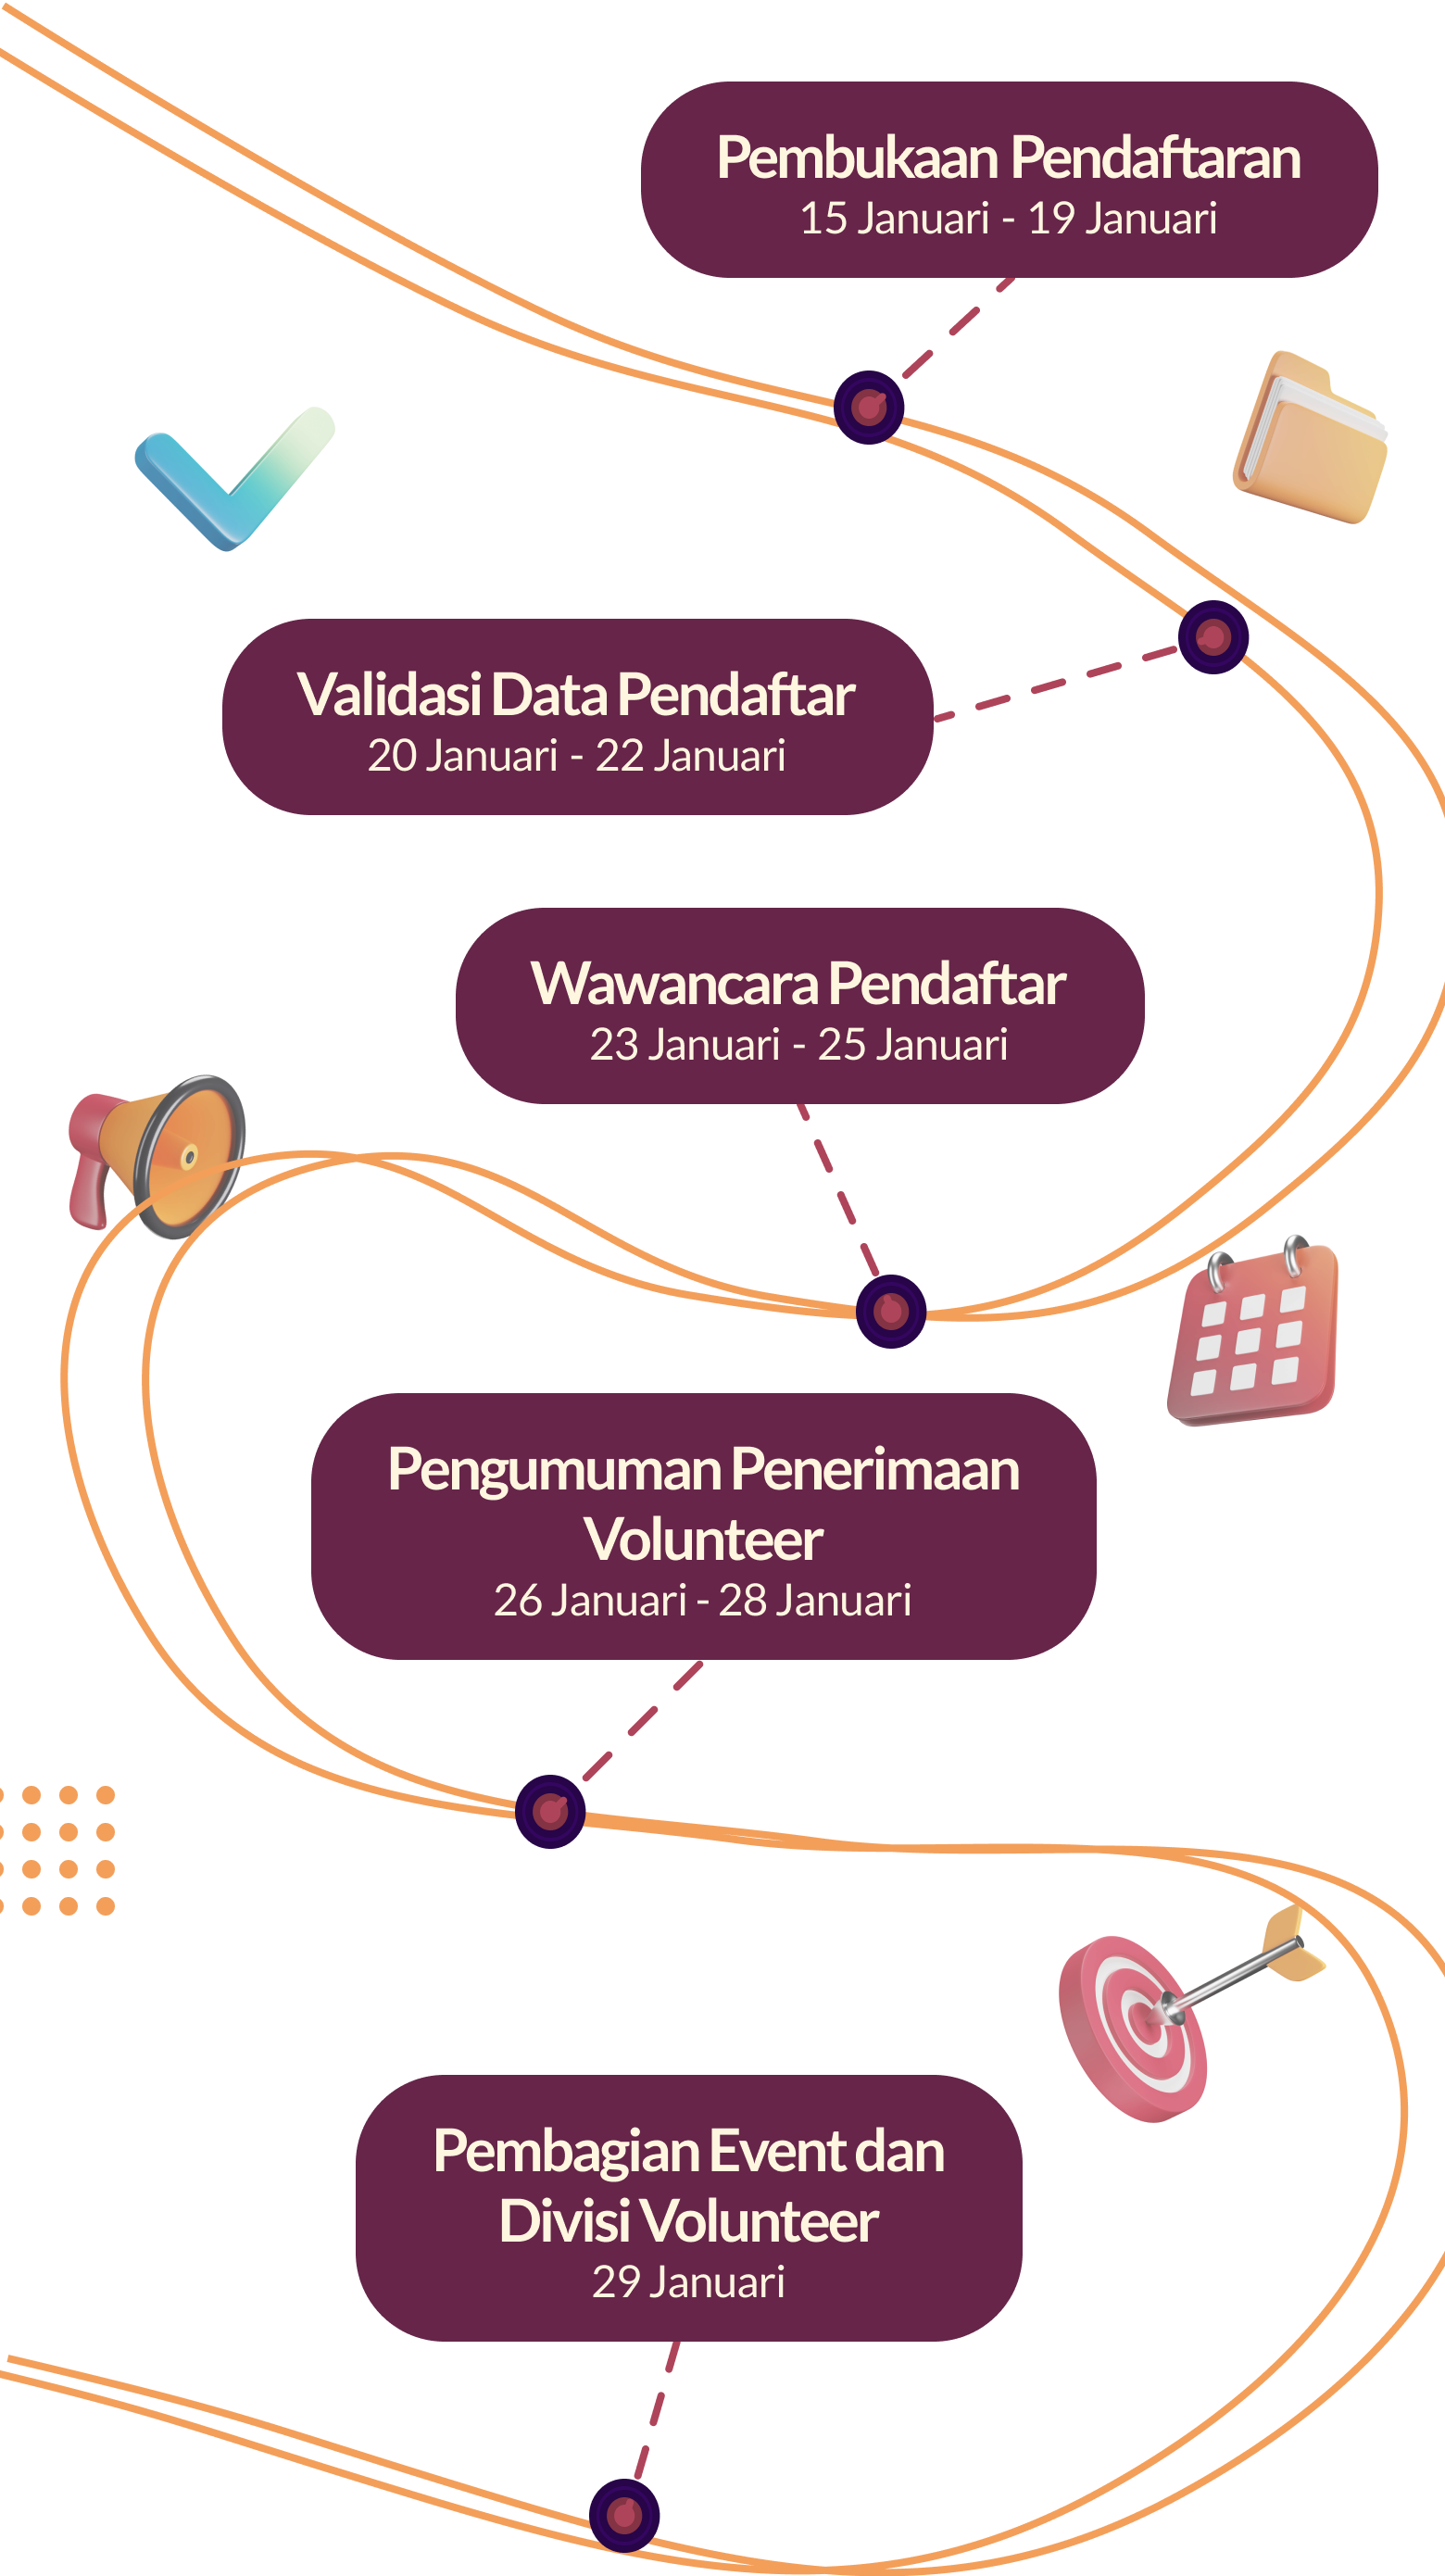 Pembukaan Pendaftaran
15 Januari - 19 Januari
Validasi Data Pendaftar
20 Januari - 22 Januari
Wawancara Pendaftar
23 Januari - 25 Januari
Pengumuman Penerimaan
Volunteer
26 Januari - 28 Januari
Pembagian Event dan
Divisi Volunteer
29 Januari